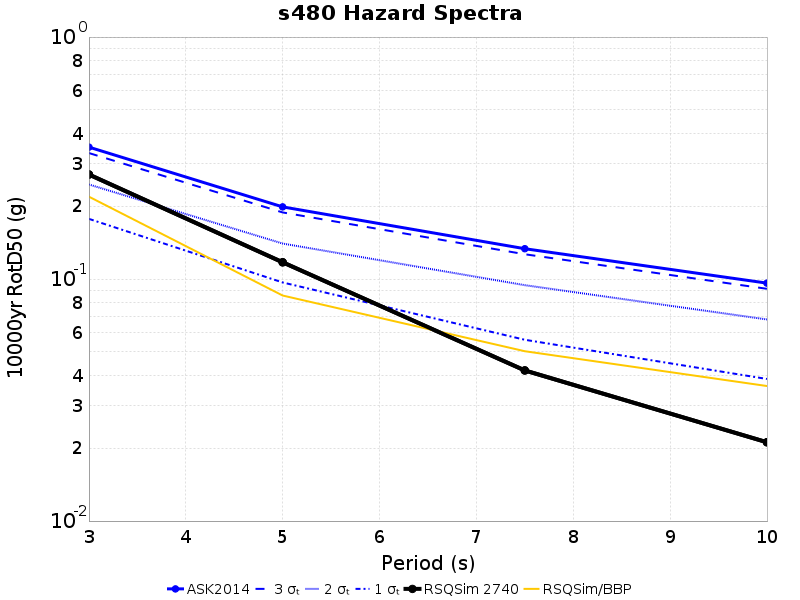 s480 Hazard Spectra
10000yr RotD50 (g)
10⁰
8
6
4
3
2
10⁻¹
8
6
4
3
2
10⁻²
3 4 5 6 7 8 9 10
Period (s)
ASK2014 3 σₜ 2 σₜ 1 σₜ RSQSim 2740 RSQSim/BBP